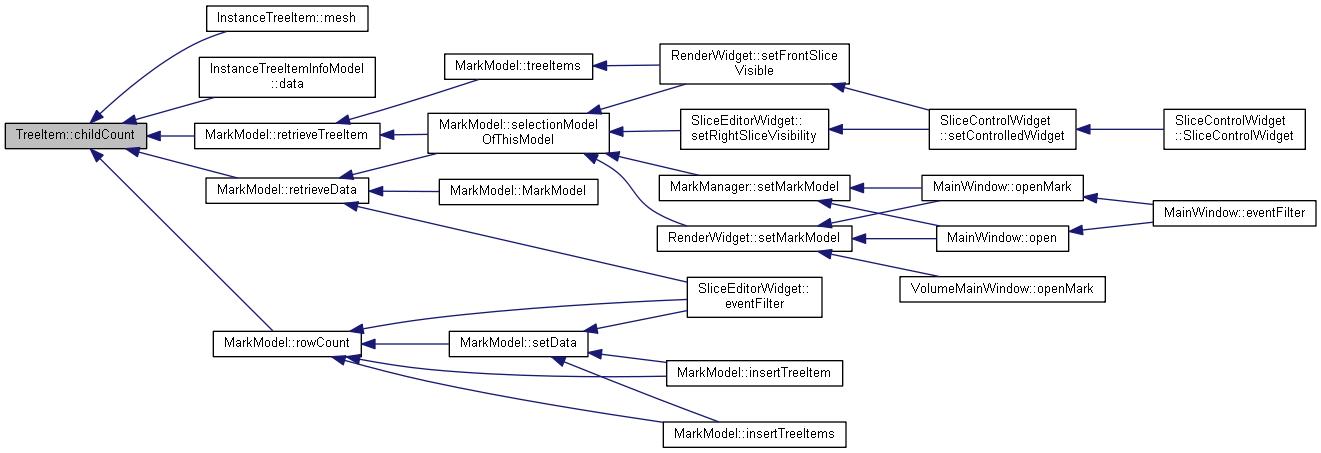 InstanceTreeItem::mesh
InstanceTreeItemInfoModel
::data
TreeItem::childCount
MarkModel::retrieveTreeItem
MarkModel::retrieveData
MarkModel::rowCount
MarkModel::treeItems
MarkModel::selectionModel
OfThisModel
MarkModel::MarkModel
MarkModel::setData
RenderWidget::setFrontSlice
Visible
SliceEditorWidget::
setRightSliceVisibility
MarkManager::setMarkModel
RenderWidget::setMarkModel
SliceEditorWidget::
eventFilter
MarkModel::insertTreeItem
MarkModel::insertTreeItems
SliceControlWidget
::setControlledWidget
MainWindow::openMark
MainWindow::open
VolumeMainWindow::openMark
SliceControlWidget
::SliceControlWidget
MainWindow::eventFilter